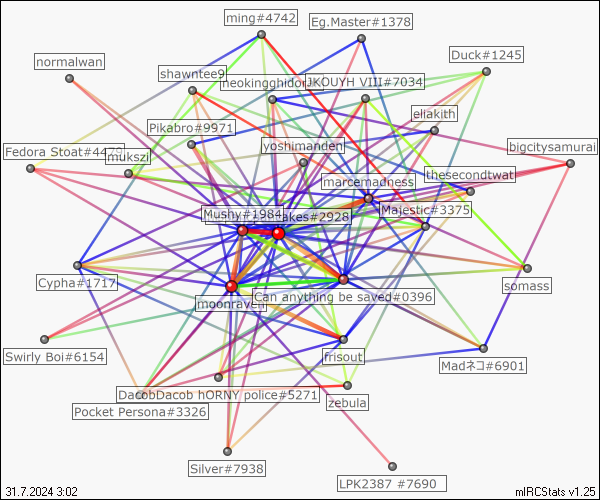 ming#4742
Eg.Master#1378
normalwan
Duck#1245
shawntee9
neokingghido
JKOUYH VIII#7034
eliakith
Pikabro#9971
yoshimanden
bigcitysamurai
Fedora Stoat#4473
mukszi
marcemadness
thesecondtwat
Mushy#1984
akes#2928
Majestic#3375
Cypha#1717
somass
moonraven
Can anything be saved#0396
Swirly Boi#6154
frisout
Madネコ#6901
DacobDacob hORNY police#5271
zebula
Pocket Persona#3326
Silver#7938
LPK2387 #7690
31.7.2024 3:02
mIRCStats v1.25